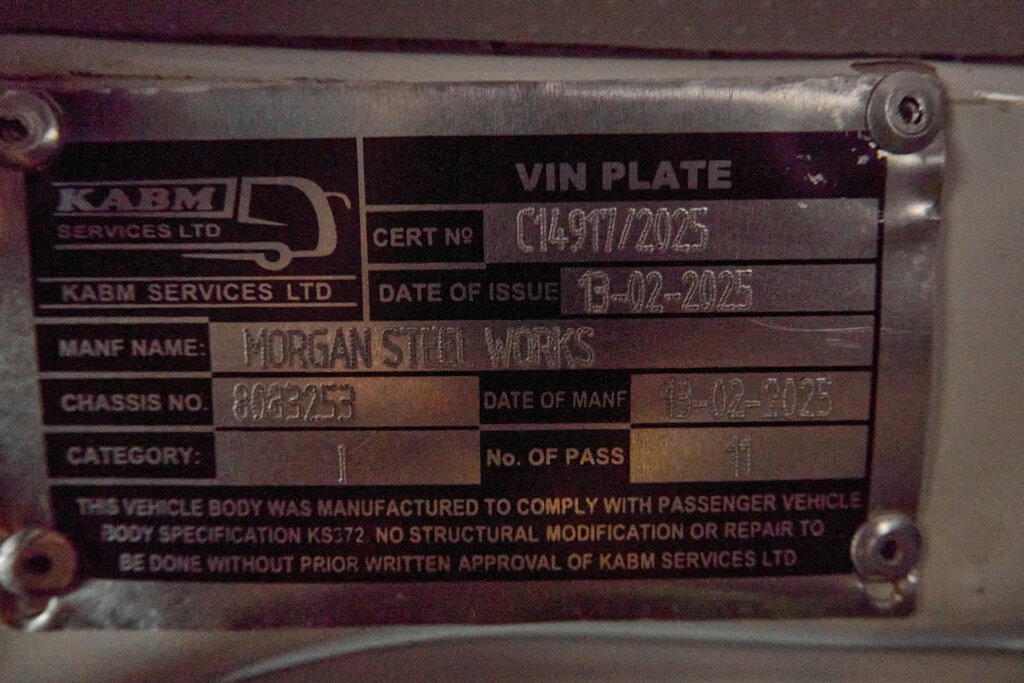 KABM
SERVICES LTD
KABM SERVICES LTD
VIN PLATE
CERT Nº C14917/2025
DATE OF ISSUE 13-02-2025
MANF NAME: MORGAN STEEL WORKS
CHASSIS NO. 8083253 DATE OF MANF 13-02-2025
CATEGORY: I No. OF PASS 11
THIS VEHICLE BODY WAS MANUFACTURED TO COMPLY WITH PASSENGER VEHICLE
BODY SPECIFICATION KS372. NO STRUCTURAL MODIFICATION OR REPAIR TO
BE DONE WITHOUT PRIOR WRITTEN APPROVAL OF KABM SERVICES LTD